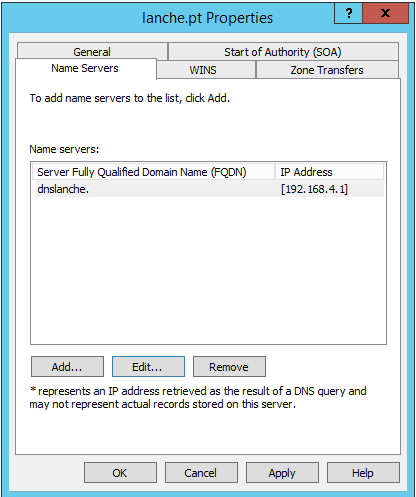 lanche.pt Properties
? X
General Start of Authority (SOA)
Name Servers WINS Zone Transfers
To add name servers to the list, click Add.
Name servers:
Server Fully Qualified Domain Name (FQDN) IP Address
dnslanche. [192.168.4.1]
Add... Edit... Remove
* represents an IP address retrieved as the result of a DNS query and
may not represent actual records stored on this server.
OK Cancel Apply Help